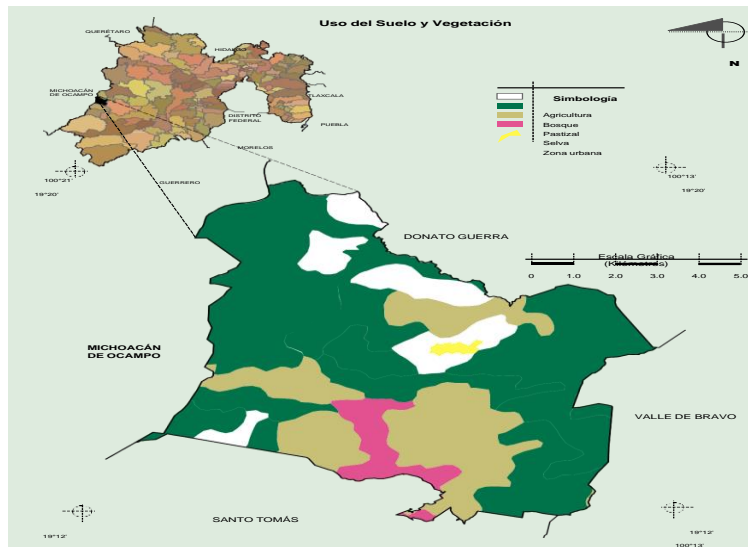 Uso del Suelo y Vegetación
QUERÉTARO
HIDALGO
MICHOACÁN
DE OCAMPO
TLAXCALA
DISTRITO
FEDERAL
PUEBLA
MORELOS
GUERRERO
N
Simbología
Agricultura
Bosque
Pastizal
Selva
Zona urbana
100°21'
19°20'
100°13'
19°20'
DONATO GUERRA
Escala Gráfica
(Kilómetros)
0 1.0 2.0 3.0 4.0 5.0
MICHOACÁN
DE OCAMPO
VALLE DE BRAVO
SANTO TOMÁS
19°12'
19°12'
100°13'